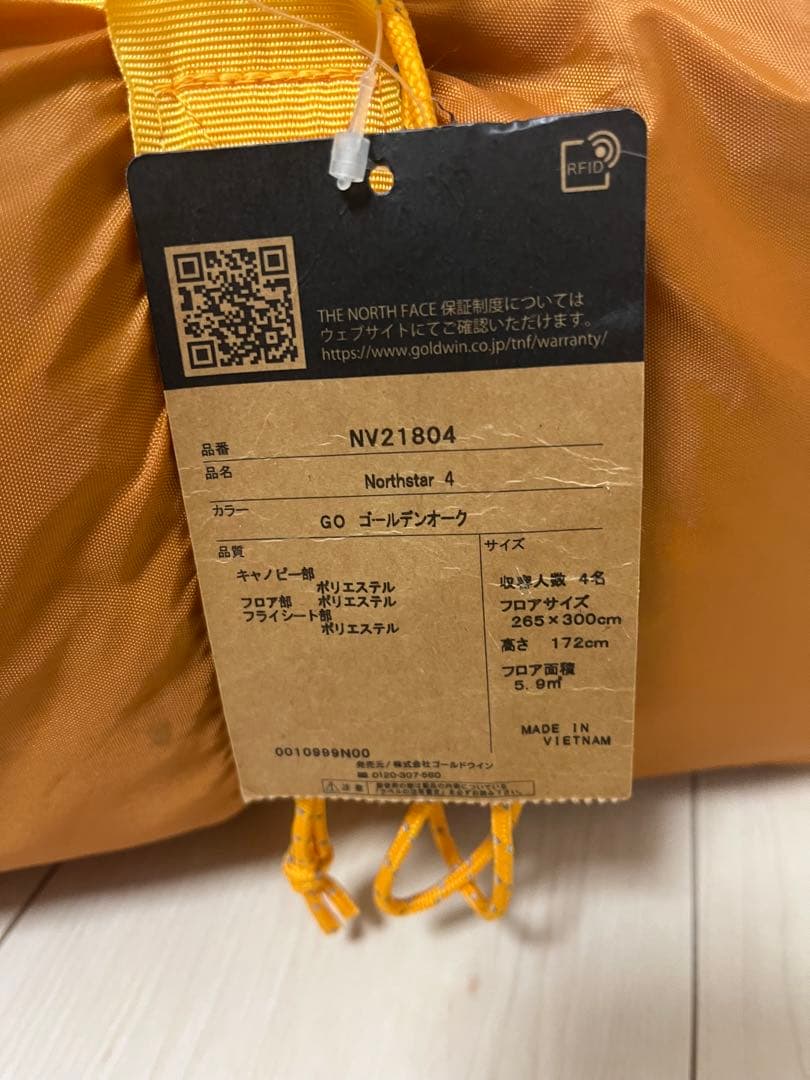 RFID
THE NORTH FACE 保証制度については
ウェブサイトにてご確認いただけます。
https://www.goldwin.co.jp/tnf/warranty/
品番 NV21804
品名 Northstar 4
カラー GO ゴールデンオーク
品質
キャノピー部
ポリエステル
フロア部 ポリエステル
フライシート部
ポリエステル
サイズ
収容人数 4名
フロアサイズ
265×300cm
高さ 172cm
フロア面積
5.9㎡
MADE IN
VIETNAM
0010999N00
発売元/株式会社ゴールドウイン
0120-307-560
注意